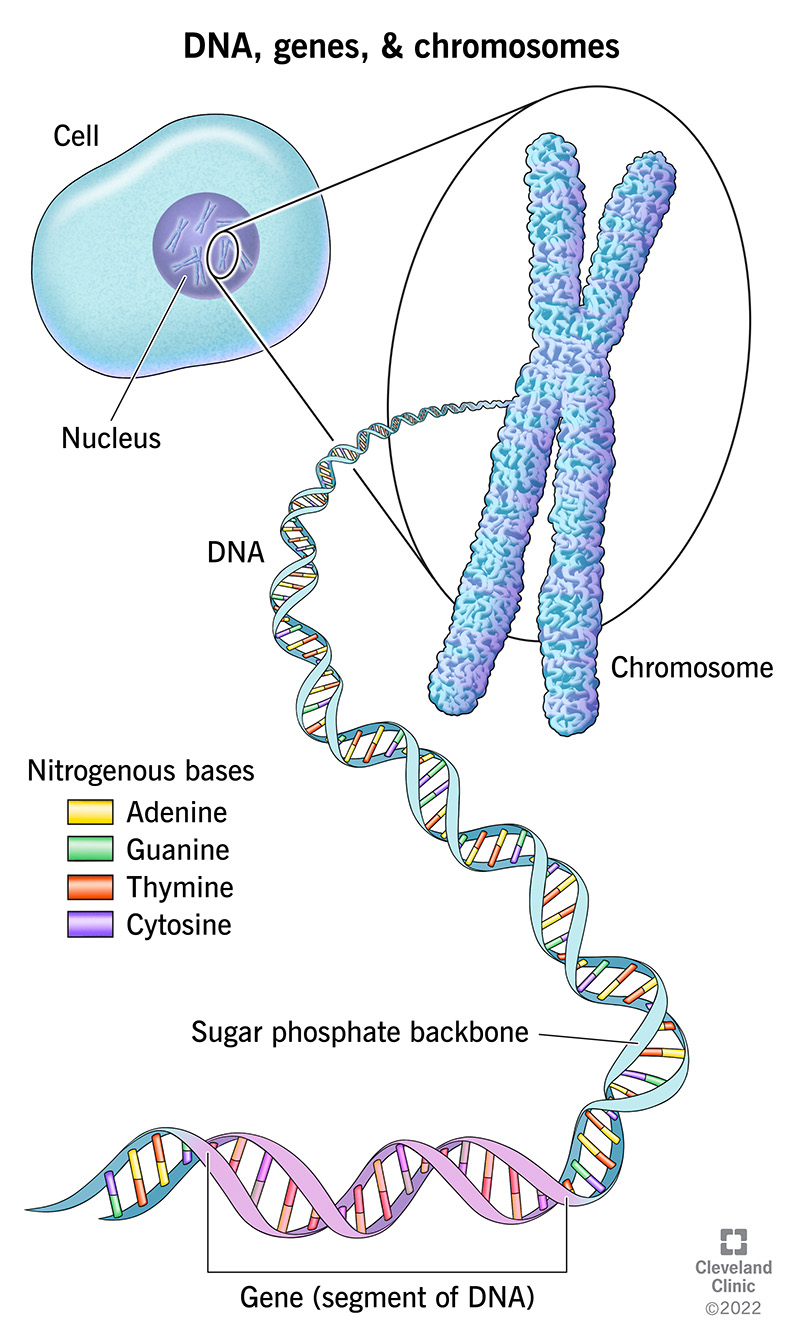 DNA, genes, & chromosomes
Cell
Nucleus
DNA
Chromosome
Nitrogenous bases
Adenine
Guanine
Thymine
Cytosine
Sugar phosphate backbone
Gene (segment of DNA)
Cleveland
Clinic
©2022